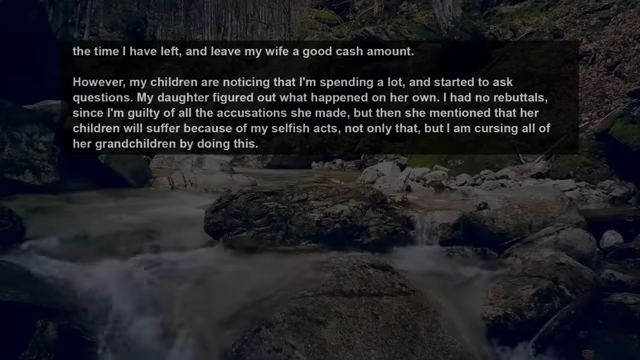 the time I have left, and leave my wife a good cash amount.
However, my children are noticing that I'm spending a lot, and started to ask
questions. My daughter figured out what happened on her own. I had no rebuttals,
since I'm guilty of all the accusations she made, but then she mentioned that her
children will suffer because of my selfish acts, not only that, but I am cursing all of
her grandchildren by doing this.